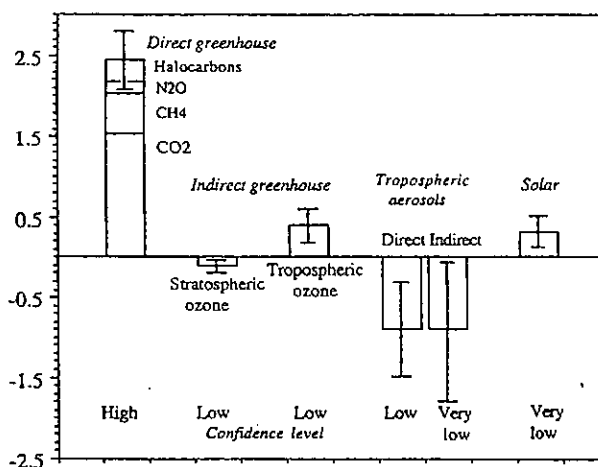 2.5
1.5
0.5
-0.5
-1.5
-2.5
Direct greenhouse
Halocarbons
N2O
CH4
CO2
Indirect greenhouse
Tropospheric
aerosols
Solar
Direct Indirect
Stratospheric
ozone
Tropospheric
ozone
High
Low
Low
Low
Very
low
Very
low
Confidence level